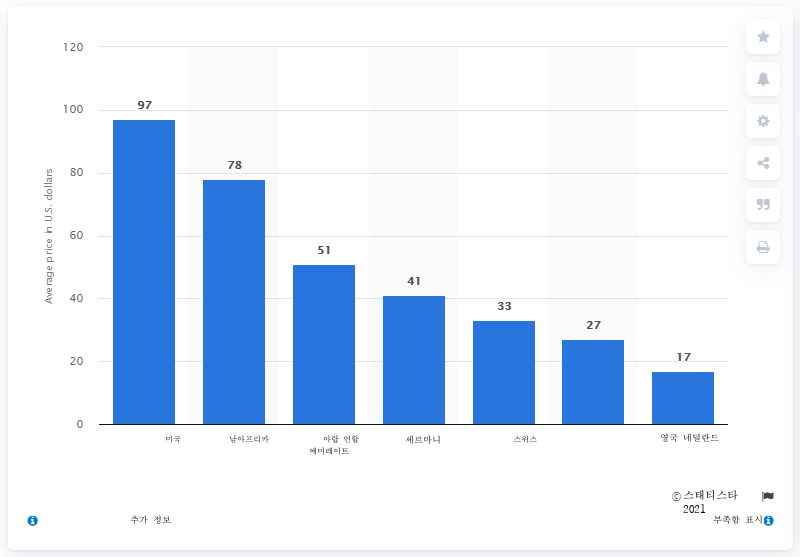 120
100
80
60
40
20
0
Average price in U.S. dollars
97
78
51
41
33
27
17
미국
남아프리카
아랍 연합
에미레이트
세르마니
스위스
영국 네덜란드
© 스태티스타
2021
추가 정보
부족함 표시